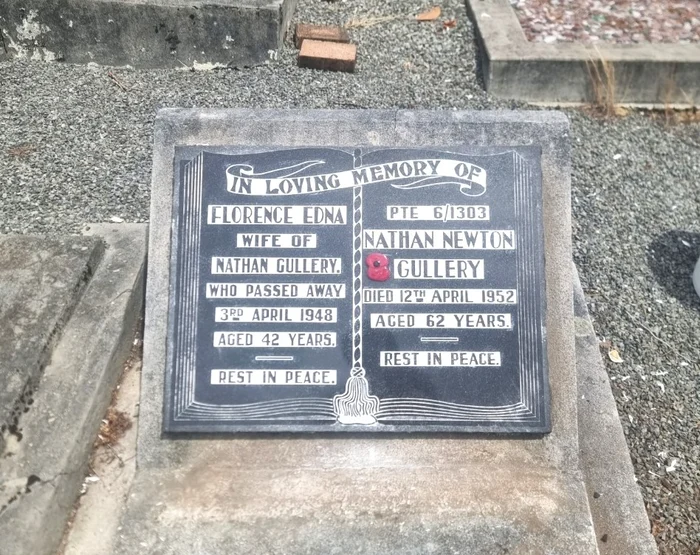 IN LOVING MEMORY OF
FLORENCE EDNA
WIFE OF
NATHAN GULLERY.
WHO PASSED AWAY
3RD APRIL 1948
AGED 42 YEARS.
REST IN PEACE.
PTE 6/1303
NATHAN NEWTON
GULLERY
DIED 12TH APRIL 1952
AGED 62 YEARS.
REST IN PEACE.